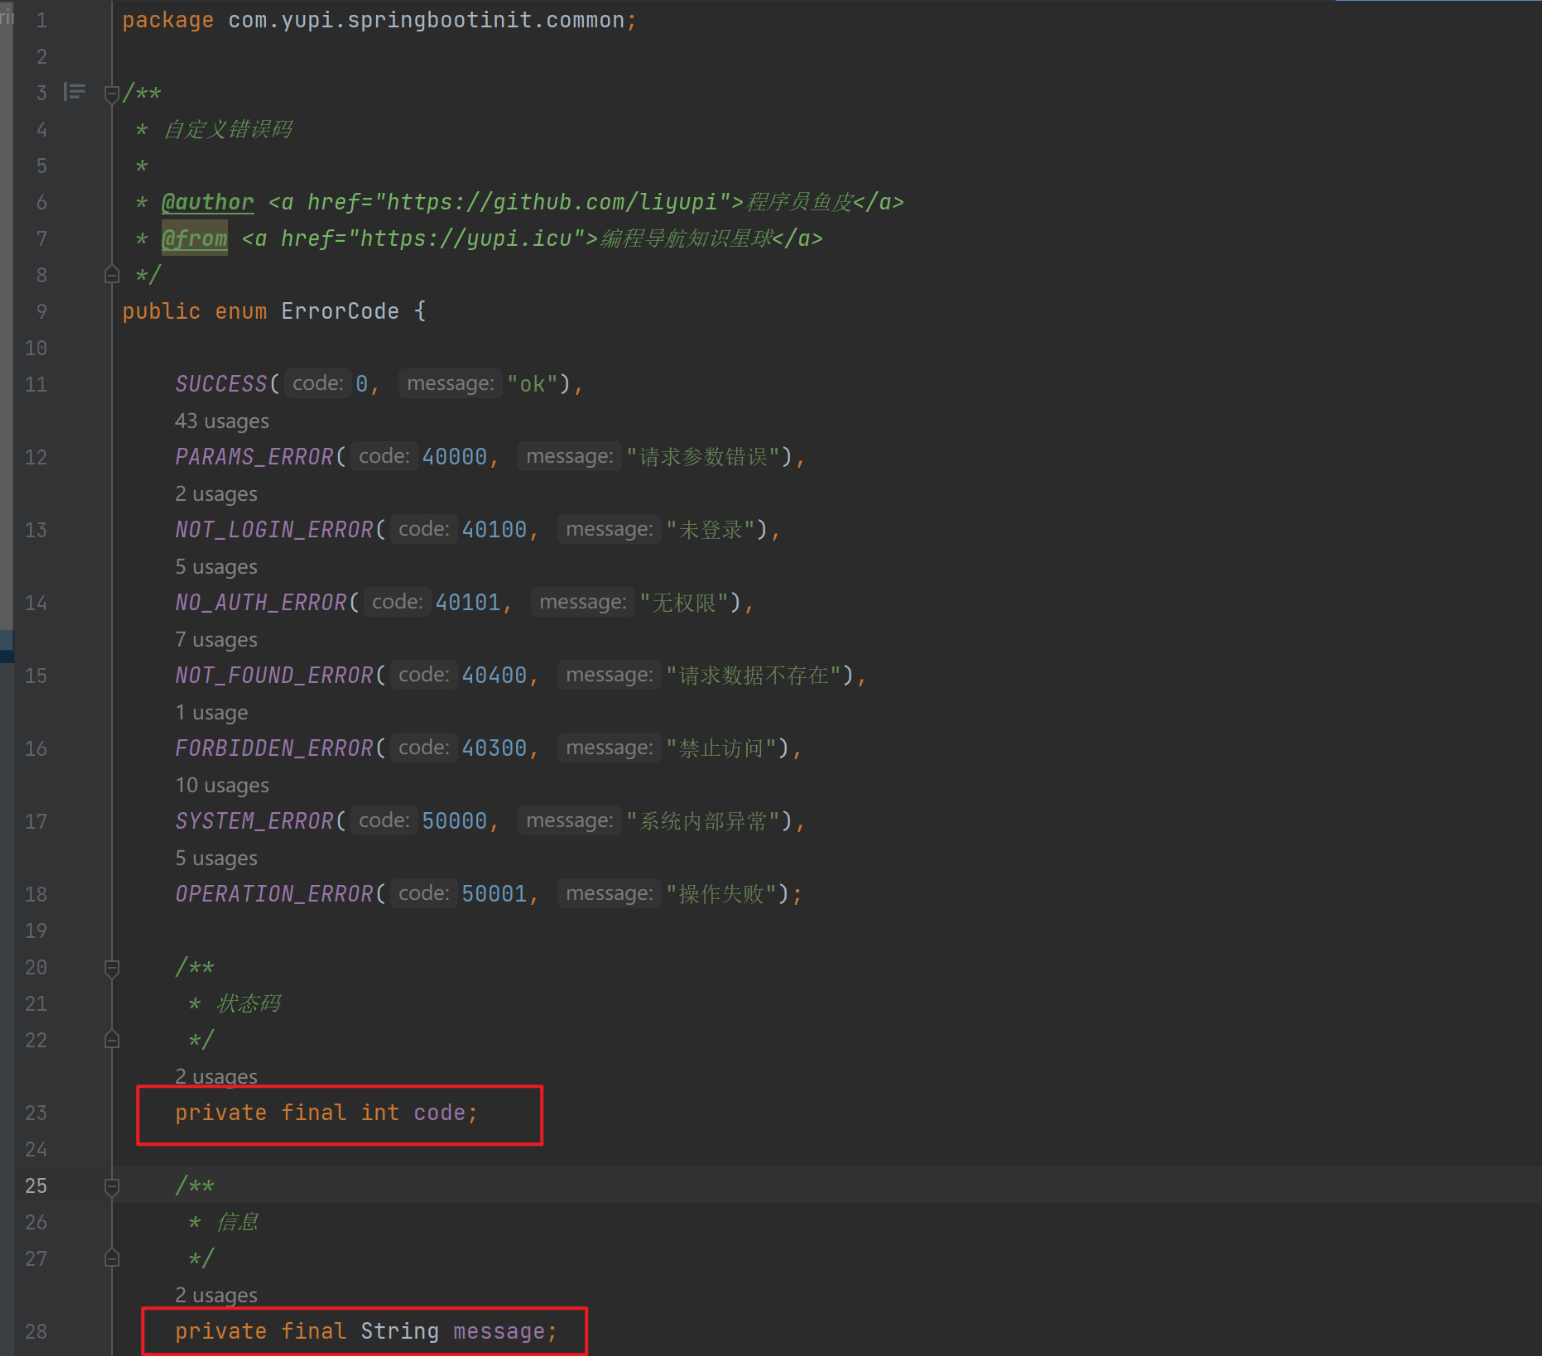 1 package com.yupi.springbootinit.common;
2
3 /**
4 * 自定义错误码
5 *
6 * @author <a href="https://github.com/liyupi">程序员鱼皮</a>
7 * @from <a href="https://yupi.icu">编程导航知识星球</a>
8 */
9 public enum ErrorCode {
10
11 SUCCESS( code: 0, message: "ok"),
43 usages
12 PARAMS_ERROR( code: 40000, message: "请求参数错误"),
2 usages
13 NOT_LOGIN_ERROR( code: 40100, message: "未登录"),
5 usages
14 NO_AUTH_ERROR( code: 40101, message: "无权限"),
7 usages
15 NOT_FOUND_ERROR( code: 40400, message: "请求数据不存在"),
1 usage
16 FORBIDDEN_ERROR( code: 40300, message: "禁止访问"),
10 usages
17 SYSTEM_ERROR( code: 50000, message: "系统内部异常"),
5 usages
18 OPERATION_ERROR( code: 50001, message: "操作失败");
19
20 /**
21 * 状态码
22 */
2 usages
23 private final int code;
24
25 /**
26 * 信息
27 */
2 usages
28 private final String message;